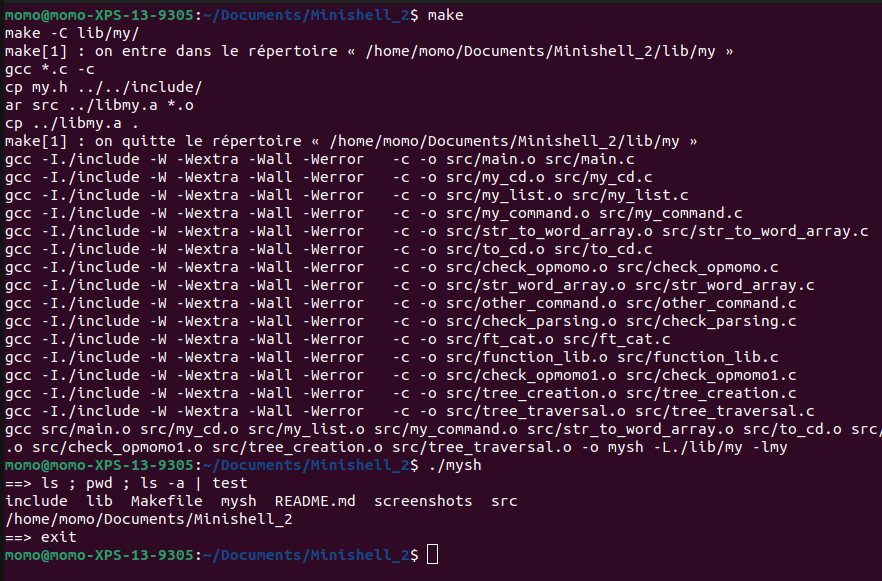 momo@momo-XPS-13-9305:~/Documents/Minishell_2$ make
make -C lib/my/
make[1] : on entre dans le répertoire « /home/momo/Documents/Minishell_2/lib/my »
gcc *.c -c
cp my.h ../../include/
ar src ../libmy.a *.o
cp ../libmy.a .
make[1] : on quitte le répertoire « /home/momo/Documents/Minishell_2/lib/my »
gcc -I./include -W -Wextra -Wall -Werror   -c -o src/main.o src/main.c
gcc -I./include -W -Wextra -Wall -Werror   -c -o src/my_cd.o src/my_cd.c
gcc -I./include -W -Wextra -Wall -Werror   -c -o src/my_list.o src/my_list.c
gcc -I./include -W -Wextra -Wall -Werror   -c -o src/my_command.o src/my_command.c
gcc -I./include -W -Wextra -Wall -Werror   -c -o src/str_to_word_array.o src/str_to_word_array.c
gcc -I./include -W -Wextra -Wall -Werror   -c -o src/to_cd.o src/to_cd.c
gcc -I./include -W -Wextra -Wall -Werror   -c -o src/check_opmomo.o src/check_opmomo.c
gcc -I./include -W -Wextra -Wall -Werror   -c -o src/str_word_array.o src/str_word_array.c
gcc -I./include -W -Wextra -Wall -Werror   -c -o src/other_command.o src/other_command.c
gcc -I./include -W -Wextra -Wall -Werror   -c -o src/check_parsing.o src/check_parsing.c
gcc -I./include -W -Wextra -Wall -Werror   -c -o src/ft_cat.o src/ft_cat.c
gcc -I./include -W -Wextra -Wall -Werror   -c -o src/function_lib.o src/function_lib.c
gcc -I./include -W -Wextra -Wall -Werror   -c -o src/check_opmomo1.o src/check_opmomo1.c
gcc -I./include -W -Wextra -Wall -Werror   -c -o src/tree_creation.o src/tree_creation.c
gcc -I./include -W -Wextra -Wall -Werror   -c -o src/tree_traversal.o src/tree_traversal.c
gcc src/main.o src/my_cd.o src/my_list.o src/my_command.o src/str_to_word_array.o src/to_cd.o src/
.o src/check_opmomo1.o src/tree_creation.o src/tree_traversal.o -o mysh -L./lib/my -lmy
momo@momo-XPS-13-9305:~/Documents/Minishell_2$ ./mysh
==> ls ; pwd ; ls -a | test
include  lib  Makefile  mysh  README.md  screenshots  src
/home/momo/Documents/Minishell_2
==> exit
momo@momo-XPS-13-9305:~/Documents/Minishell_2$